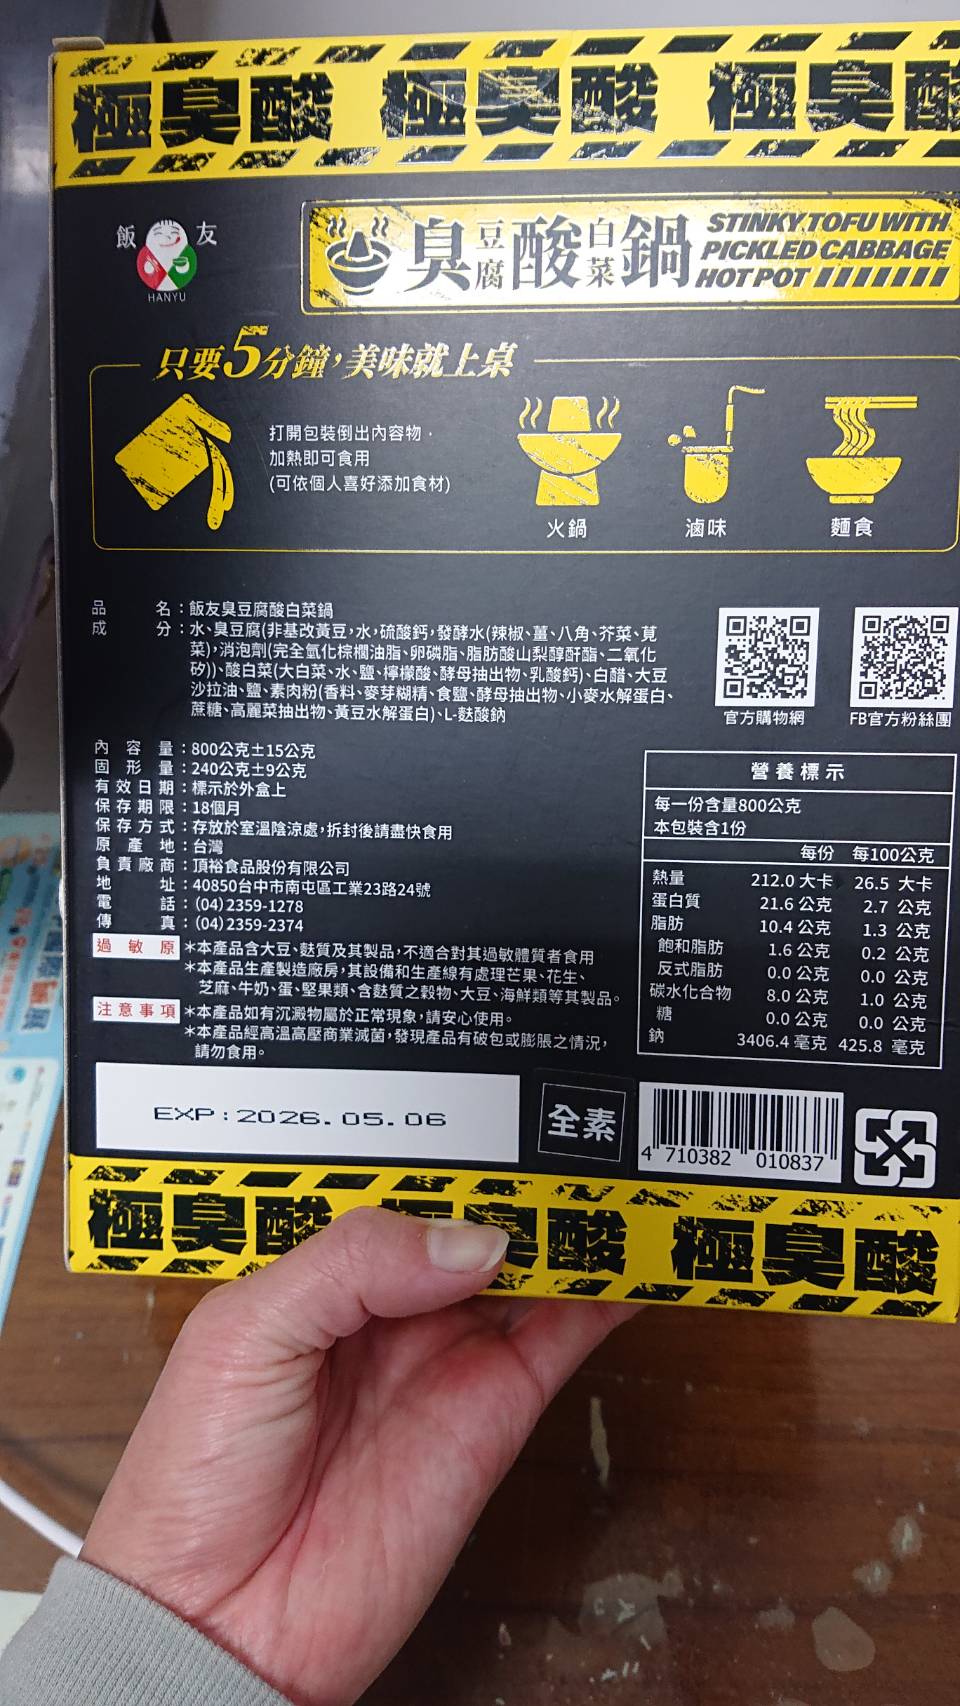 極臭酸 極臭酸 極臭酸
飯友
HANYU
臭豆腐酸白菜鍋
STINKY TOFU WITH
PICKLED CABBAGE
HOT POT
只要5分鐘,美味就上桌
打開包裝倒出內容物,
加熱即可食用
(可依個人喜好添加食材)
火鍋 滷味 麵食
品名:飯友臭豆腐酸白菜鍋
成分:水、臭豆腐(非基改黃豆,水,硫酸鈣,發酵水(辣椒、薑、八角、芥菜、莧
菜),消泡劑(完全氫化棕櫚油脂、卵磷脂、脂肪酸山梨醇酐酯、二氧化
矽))、酸白菜(大白菜、水、鹽、檸檬酸、酵母抽出物、乳酸鈣)、白醋、大豆
沙拉油、鹽、素肉粉(香料、麥芽糊精、食鹽、酵母抽出物、小麥水解蛋白、
蔗糖、高麗菜抽出物、黃豆水解蛋白)、L-麩酸鈉
官方購物網 FB官方粉絲團
內容量:800公克±15公克
固形量:240公克±9公克
有效日期:標示於外盒上
保存期限:18個月
保存方式:存放於室溫陰涼處,拆封後請盡快食用
原產地:台灣
負責廠商:頂裕食品股份有限公司
地址:40850台中市南屯區工業23路24號
電話:(04)2359-1278
傳真:(04)2359-2374
過敏原 *本產品含大豆、麩質及其製品,不適合對其過敏體質者食用
*本產品生產製造廠房,其設備和生產線有處理芒果、花生、
芝麻、牛奶、蛋、堅果類、含麩質之穀物、大豆、海鮮類等其製品。
注意事項 *本產品如有沉澱物屬於正常現象,請安心使用。
*本產品經高溫高壓商業滅菌,發現產品有破包或膨脹之情況,
請勿食用。
營養標示
每一份含量800公克
本包裝含1份
每份 每100公克
熱量 212.0 大卡 26.5 大卡
蛋白質 21.6 公克 2.7 公克
脂肪 10.4 公克 1.3 公克
飽和脂肪 1.6 公克 0.2 公克
反式脂肪 0.0 公克 0.0 公克
碳水化合物 8.0 公克 1.0 公克
糖 0.0 公克 0.0 公克
鈉 3406.4 毫克 425.8 毫克
EXP:2026.05.06
全素
4 710382 010837
極臭酸 極臭酸 極臭酸